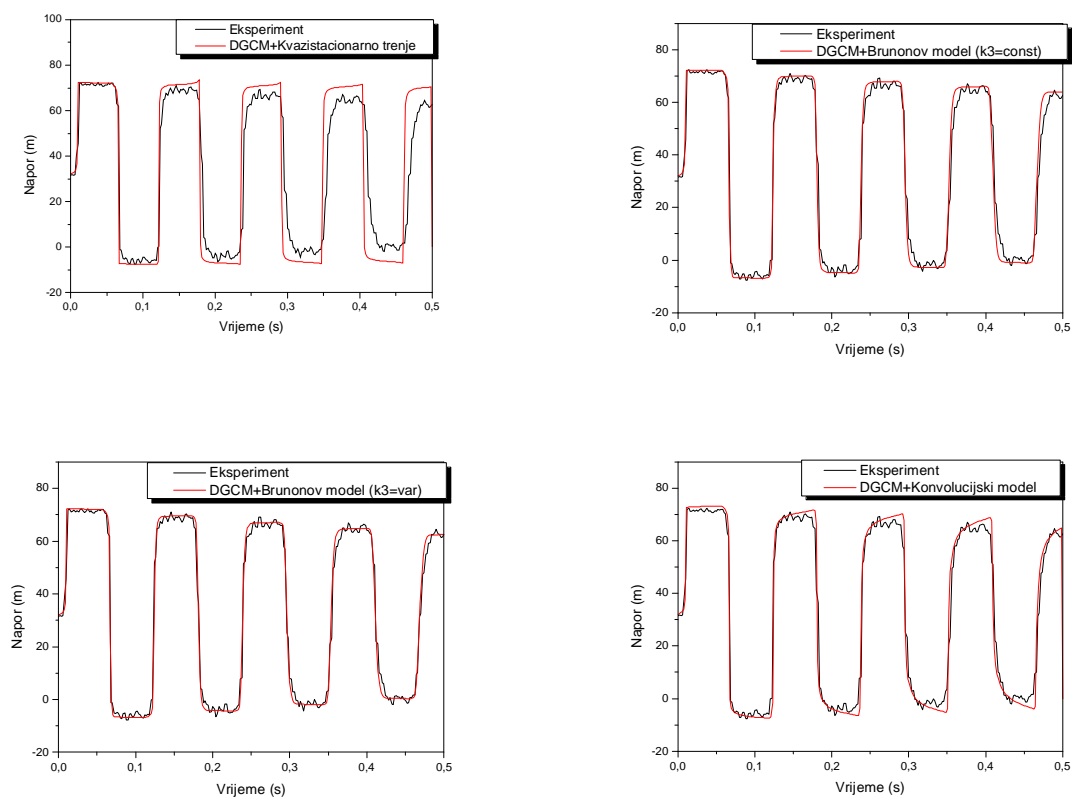 Eksperiment
DGCM+Kvazistacionarno trenje
100
80
60
40
20
0
-20
Napor (m)
0,0 0,1 0,2 0,3 0,4 0,5
Vrijeme (s)
Eksperiment
DGCM+Brunonov model (k3=const)
80
60
40
20
0
-20
Napor (m)
0,0 0,1 0,2 0,3 0,4 0,5
Vrijeme (s)
Eksperiment
DGCM+Brunonov model (k3=var)
80
60
40
20
0
-20
Napor (m)
0,0 0,1 0,2 0,3 0,4 0,5
Vrijeme (s)
Eksperiment
DGCM+Konvolucijski model
80
60
40
20
0
-20
Napor (m)
0,0 0,1 0,2 0,3 0,4 0,5
Vrijeme (s)